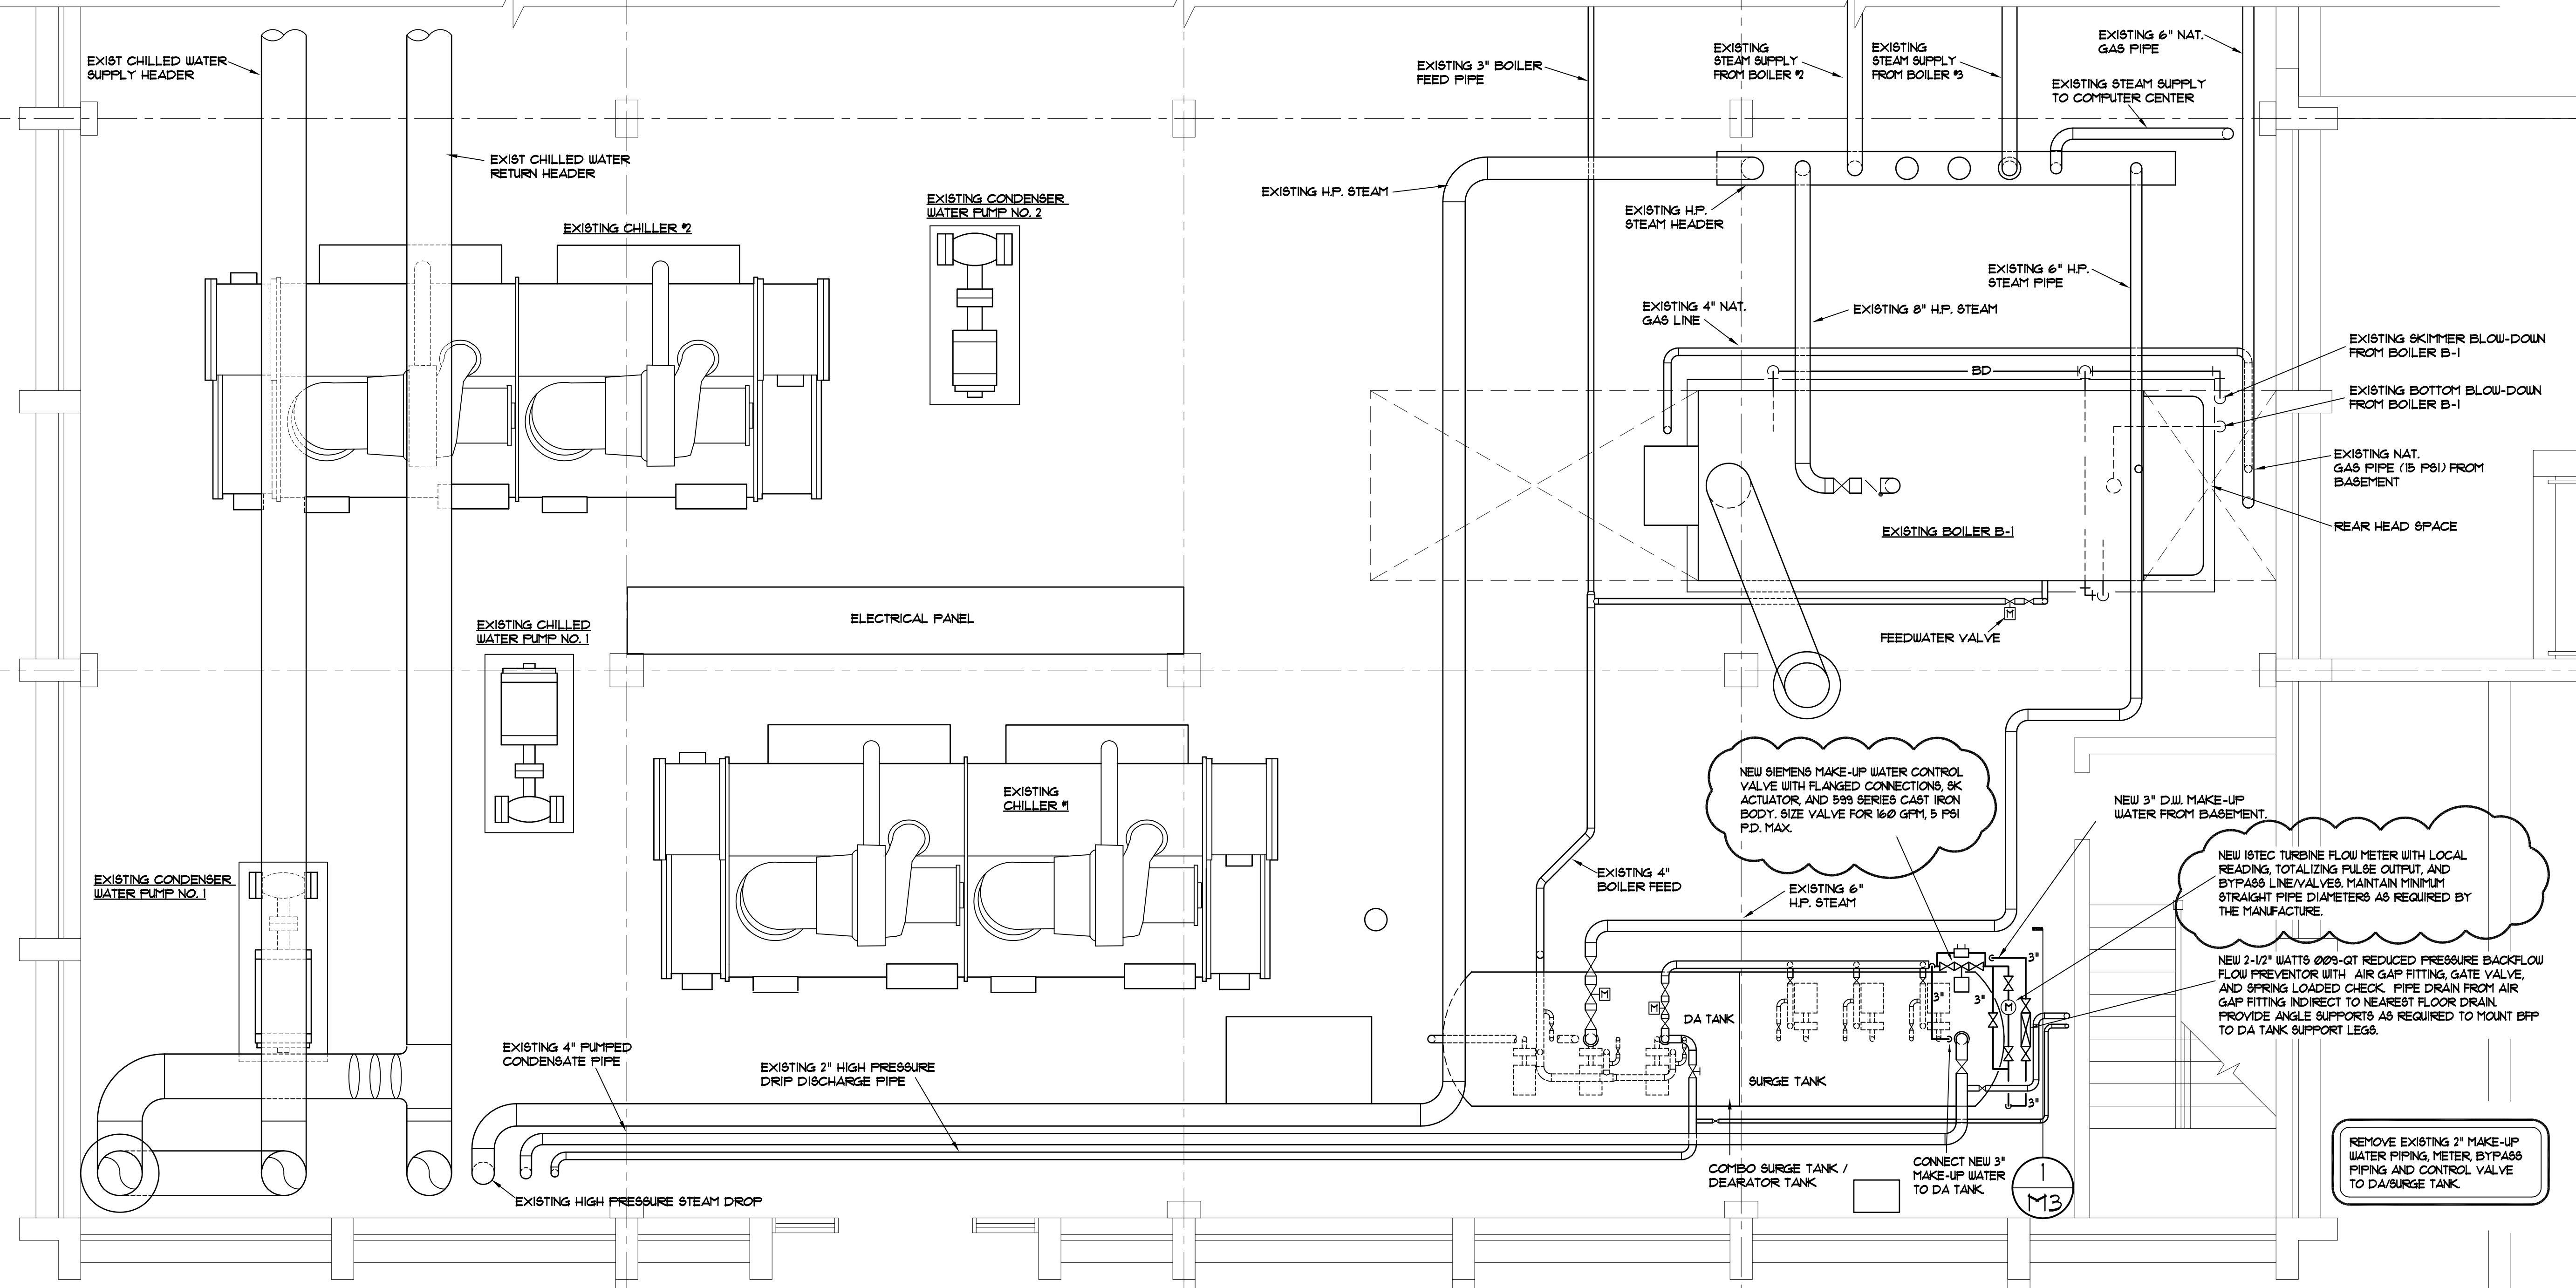 EXIST CHILLED WATER
SUPPLY HEADER
EXIST CHILLED WATER
RETURN HEADER
EXISTING CHILLER #2
EXISTING CONDENSER
WATER PUMP NO. 2
EXISTING 3" BOILER
FEED PIPE
EXISTING
STEAM SUPPLY
FROM BOILER #2
EXISTING
STEAM SUPPLY
FROM BOILER #3
EXISTING 6" NAT.
GAS PIPE
EXISTING STEAM SUPPLY
TO COMPUTER CENTER
EXISTING H.P. STEAM
EXISTING H.P.
STEAM HEADER
EXISTING 6" H.P.
STEAM PIPE
EXISTING 4" NAT.
GAS LINE
EXISTING 8" H.P. STEAM
EXISTING SKIMMER BLOW-DOWN
FROM BOILER B-1
BD
EXISTING BOTTOM BLOW-DOWN
FROM BOILER B-1
EXISTING NAT.
GAS PIPE (15 PSI) FROM
BASEMENT
REAR HEAD SPACE
EXISTING BOILER B-1
M
FEEDWATER VALVE
ELECTRICAL PANEL
EXISTING CHILLED
WATER PUMP NO. 1
EXISTING
CHILLER #1
EXISTING CONDENSER
WATER PUMP NO. 1
NEW SIEMENS MAKE-UP WATER CONTROL
VALVE WITH FLANGED CONNECTIONS, SK
ACTUATOR, AND 599 SERIES CAST IRON
BODY. SIZE VALVE FOR 160 GPM, 5 PSI
P.D. MAX.
NEW 3" D.W. MAKE-UP
WATER FROM BASEMENT.
NEW ISTEC TURBINE FLOW METER WITH LOCAL
READING, TOTALIZING PULSE OUTPUT, AND
BYPASS LINE/VALVES. MAINTAIN MINIMUM
STRAIGHT PIPE DIAMETERS AS REQUIRED BY
THE MANUFACTURE.
EXISTING 4"
BOILER FEED
EXISTING 6"
H.P. STEAM
NEW 2-1/2" WATTS 009-QT REDUCED PRESSURE BACKFLOW
FLOW PREVENTOR WITH AIR GAP FITTING, GATE VALVE,
AND SPRING LOADED CHECK. PIPE DRAIN FROM AIR
GAP FITTING INDIRECT TO NEAREST FLOOR DRAIN.
PROVIDE ANGLE SUPPORTS AS REQUIRED TO MOUNT BFP
TO DA TANK SUPPORT LEGS.
3"
M
M
3"
3"
M
DA TANK
SURGE TANK
3"
EXISTING 4" PUMPED
CONDENSATE PIPE
EXISTING 2" HIGH PRESSURE
DRIP DISCHARGE PIPE
EXISTING HIGH PRESSURE STEAM DROP
COMBO SURGE TANK /
DEARATOR TANK
CONNECT NEW 3"
MAKE-UP WATER
TO DA TANK
1
M3
REMOVE EXISTING 2" MAKE-UP
WATER PIPING, METER, BYPASS
PIPING AND CONTROL VALVE
TO DA/SURGE TANK.